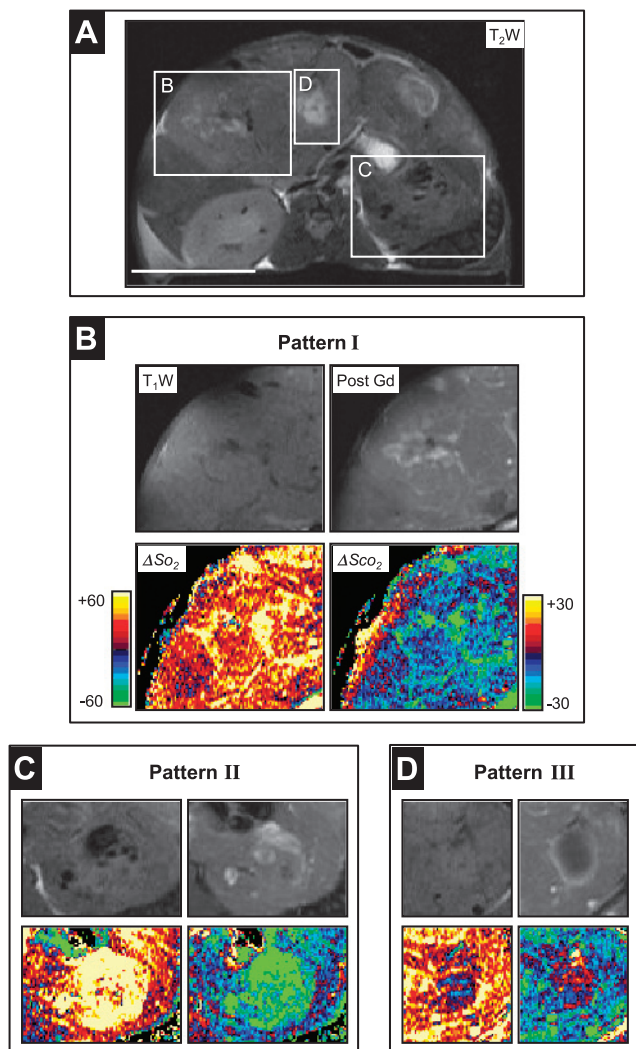 A
T₂W
B
D
C
B
Pattern I
T₁W
Post Gd
ΔSo₂
ΔSco₂
+60
-60
+30
-30
C
Pattern II
D
Pattern III